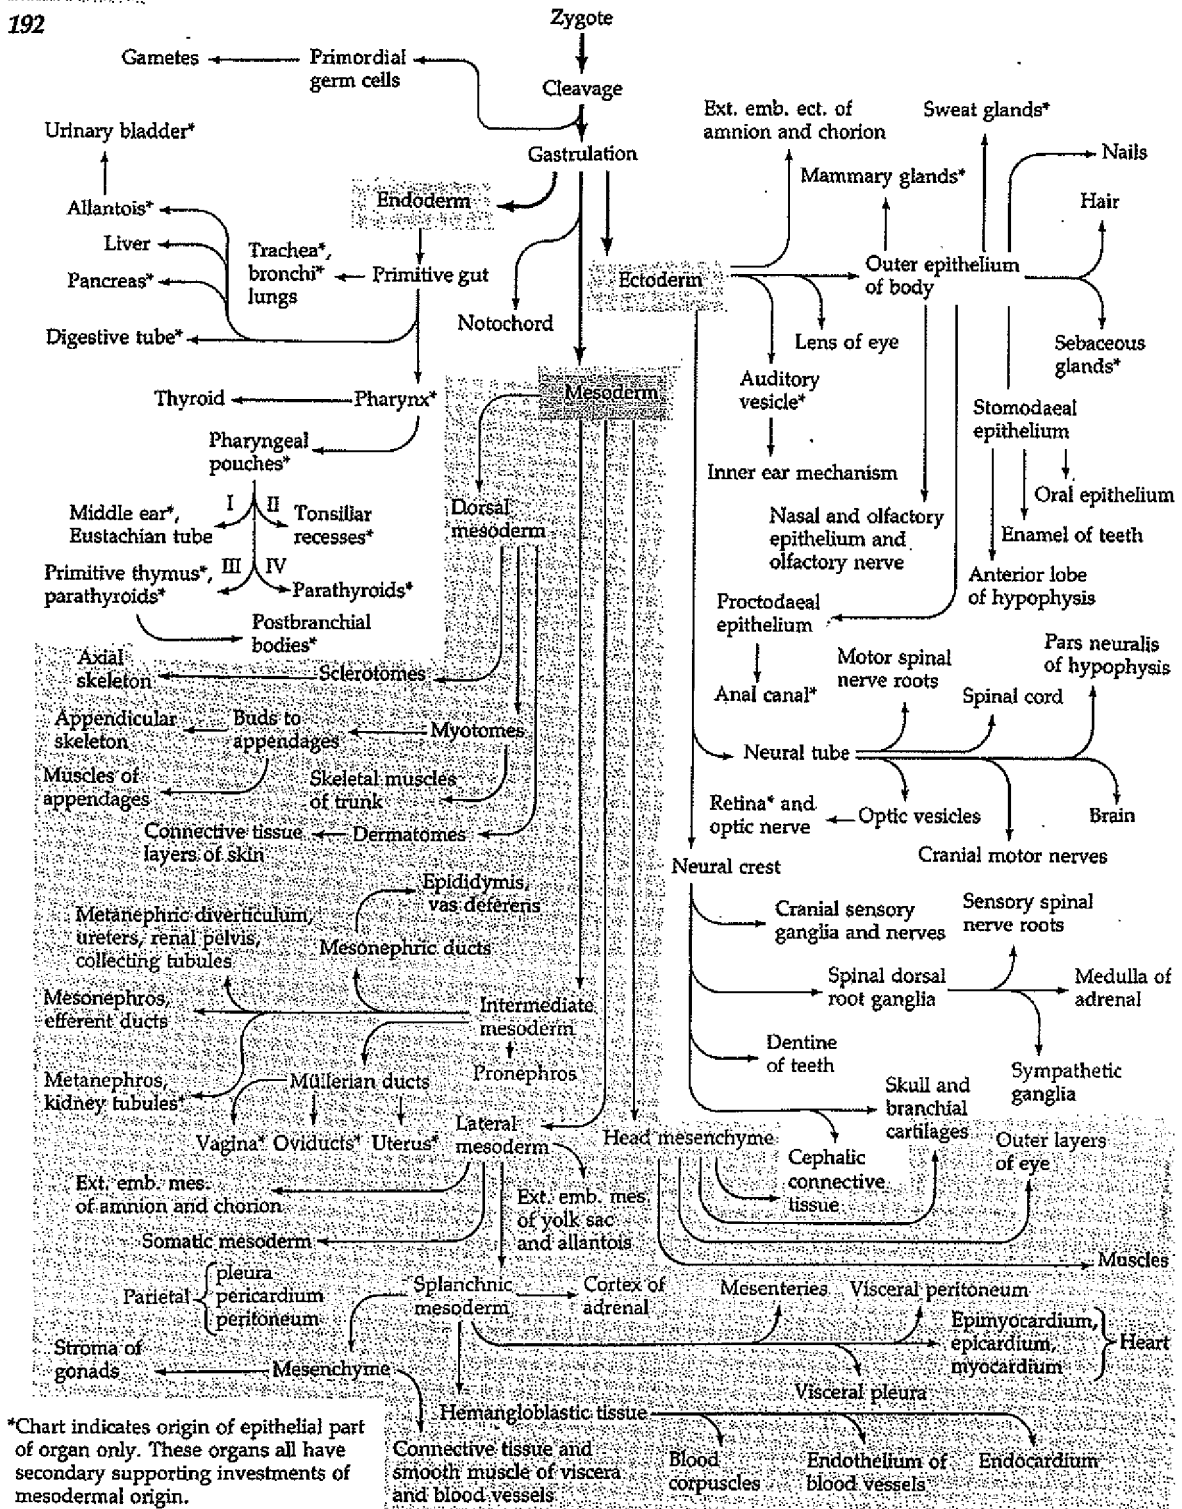 192
Zygote
Gametes
Primordial
germ cells
Cleavage
Ext. emb. ect. of
amnion and chorion
Sweat glands*
Urinary bladder*
Gastrulation
Nails
Mammary glands*
Endoderm
Allantois*
Hair
Liver
Trachea*,
bronchi*
lungs
Primitive gut
Pancreas*
Ectoderm
Outer epithelium
of body
Notochord
Digestive tube*
Lens of eye
Sebaceous
glands*
Auditory
vesicle*
Mesoderm
Thyroid
Pharynx*
Stomodaeal
epithelium
Pharyngeal
pouches*
Inner ear mechanism
Oral epithelium
I
II
Middle ear*,
Eustachian tube
Tonsillar
recesses*
Dorsal
mesoderm
Nasal and olfactory
epithelium and
olfactory nerve
Enamel of teeth
III
IV
Primitive thymus*,
parathyroids*
Parathyroids*
Anterior lobe
of hypophysis
Proctodaeal
epithelium
Postbranchial
bodies*
Axial
skeleton
Sclerotomes
Motor spinal
nerve roots
Pars neuralis
of hypophysis
Anal canal*
Spinal cord
Appendicular
skeleton
Buds to
appendages
Myotomes
Neural tube
Muscles of
appendages
Skeletal muscles
of trunk
Retina* and
optic nerve
Optic vesicles
Brain
Connective tissue
layers of skin
Dermatomes
Cranial motor nerves
Neural crest
Epididymis,
vas deferens
Metanephric diverticulum,
ureters, renal pelvis,
collecting tubules
Mesonephric ducts
Cranial sensory
ganglia and nerves
Sensory spinal
nerve roots
Spinal dorsal
root ganglia
Medulla of
adrenal
Mesonephros,
efferent ducts
Intermediate
mesoderm
Dentine
of teeth
Pronephros
Metanephros,
kidney tubules*
Müllerian ducts
Sympathetic
ganglia
Skull and
branchial
cartilages
Vagina*
Oviducts*
Uterus*
Lateral
mesoderm
Head mesenchyme
Outer layers
of eye
Cephalic
connective
tissue
Ext. emb. mes.
of amnion and chorion
Ext. emb. mes.
of yolk sac
and allantois
Somatic mesoderm
Muscles
Parietal
pleura
pericardium
peritoneum
Splanchnic
mesoderm
Cortex of
adrenal
Mesenteries
Visceral peritoneum
Epimyocardium,
epicardium,
myocardium
Heart
Stroma of
gonads
Mesenchyme
Visceral pleura
Hemangloblastic tissue
*Chart indicates origin of epithelial part
of organ only. These organs all have
secondary supporting investments of
mesodermal origin.
Connective tissue and
smooth muscle of viscera
and blood vessels
Blood
corpuscles
Endothelium of
blood vessels
Endocardium